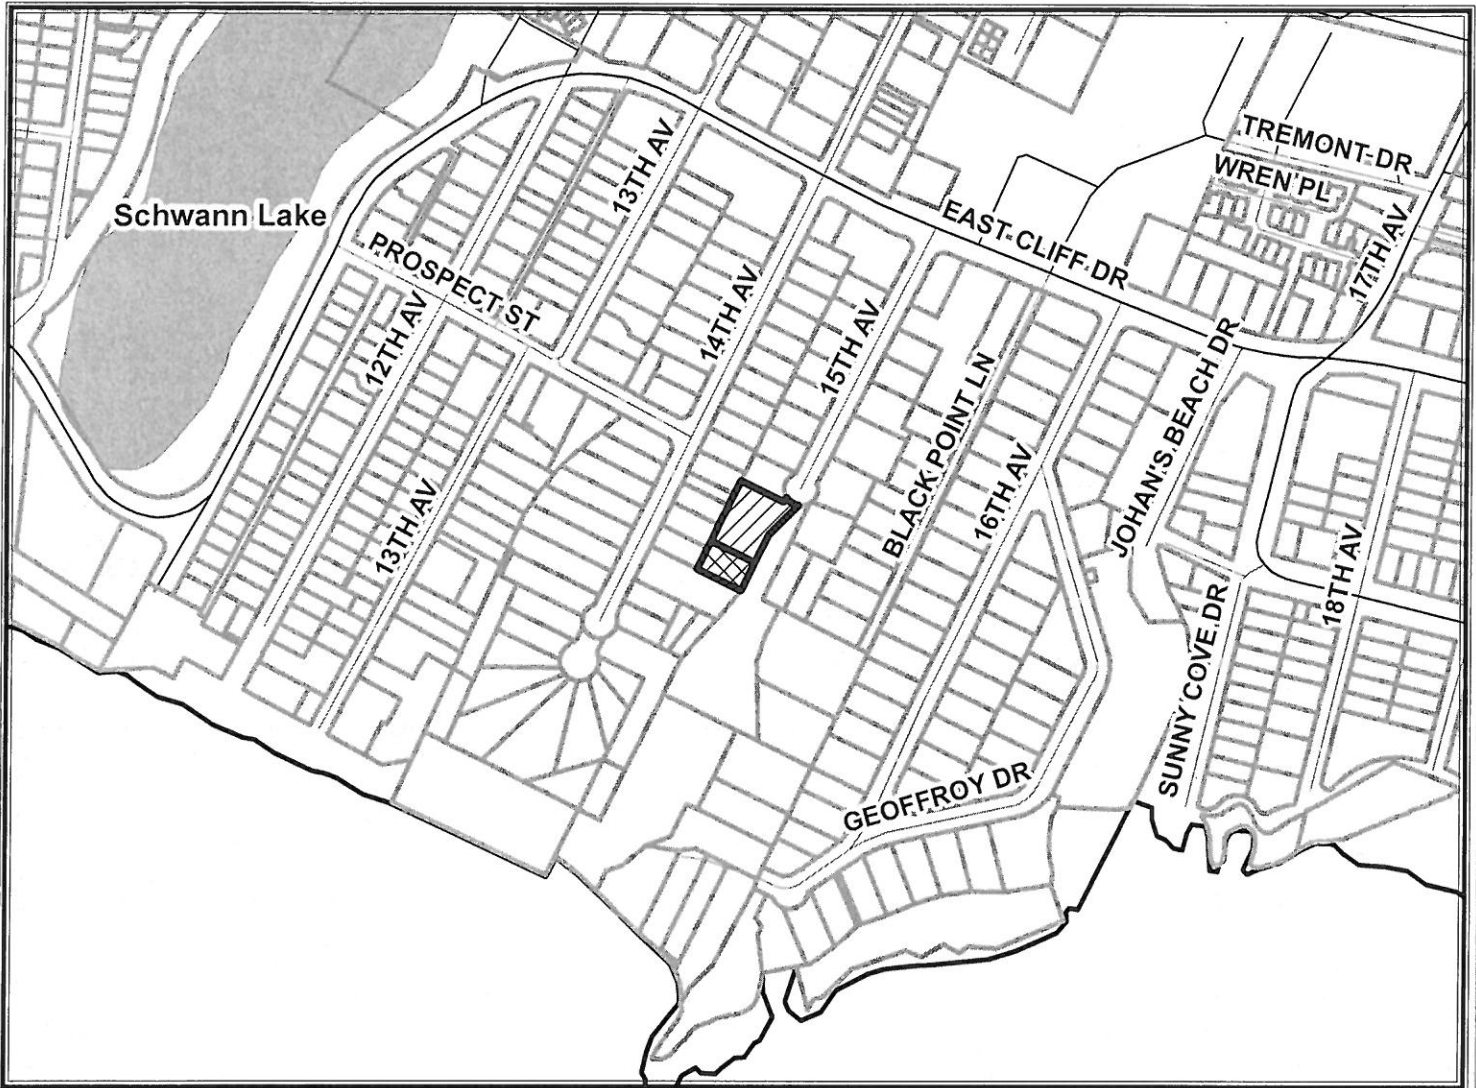 TREMONT DR
WREN PL
13TH AV
Schwann Lake
EAST CLIFF DR
17TH AV
PROSPECT ST
14TH AV
12TH AV
15TH AV
JOHAN'S BEACH DR
BLACK POINT LN
16TH AV
13TH AV
18TH AV
SUNNY COVE DR
GEOFFROY DR